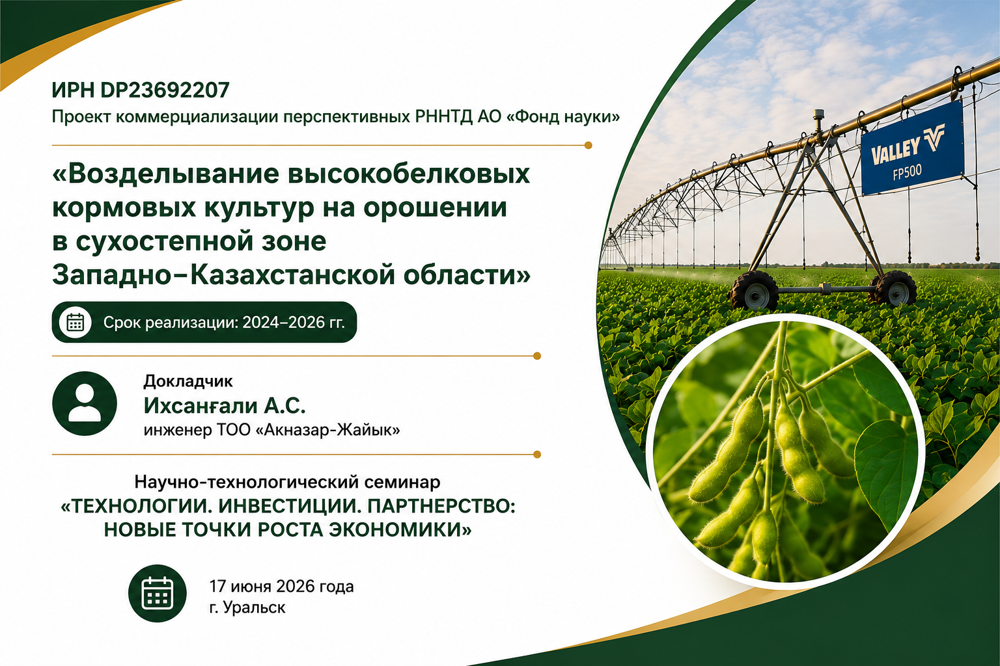 ИРН DP23692207
Проект коммерциализации перспективных РННТД АО «Фонд науки»
«Возделывание высокобелковых
кормовых культур на орошении
в сухостепной зоне
Западно–Казахстанской области»
Срок реализации: 2024–2026 гг.
Докладчик
Ихсанғали А.С.
инженер ТОО «Акназар-Жайык»
Научно-технологический семинар
«ТЕХНОЛОГИИ. ИНВЕСТИЦИИ. ПАРТНЕРСТВО:
НОВЫЕ ТОЧКИ РОСТА ЭКОНОМИКИ»
17 июня 2026 года
г. Уральск
VALLEY
FP500